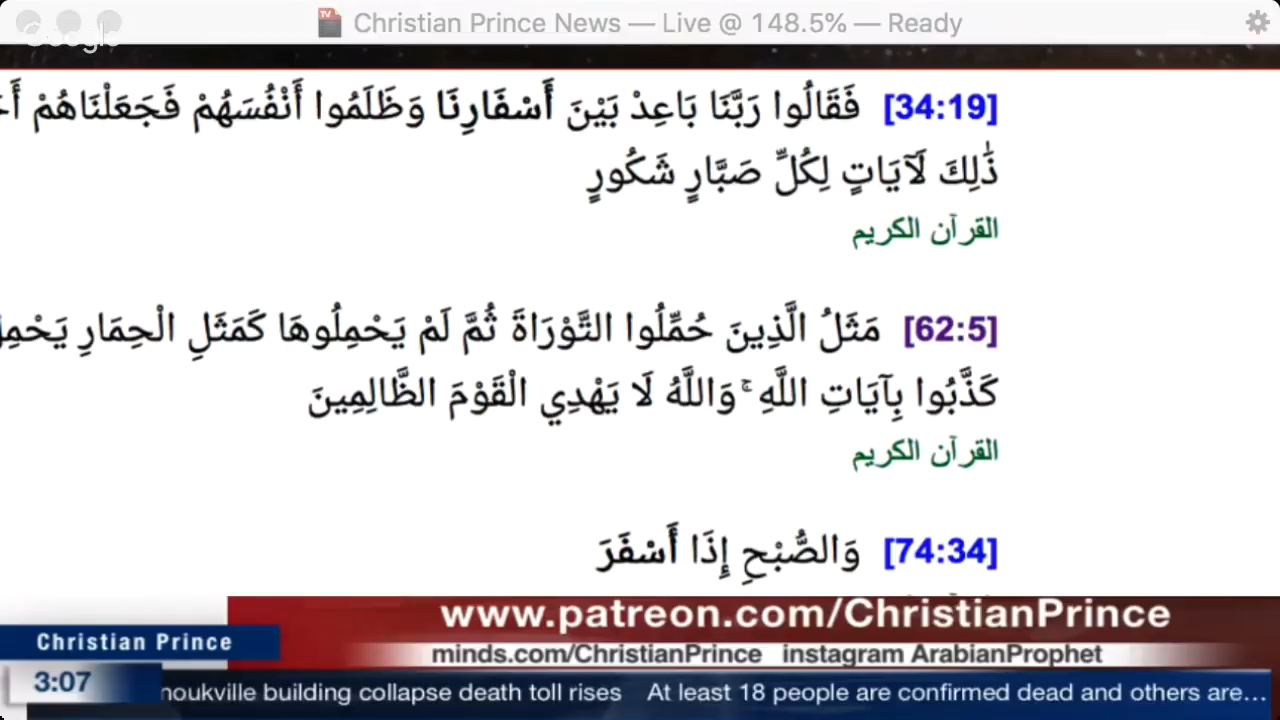 Christian Prince News — Live @ 148.5% — Ready
Google
[34:19] فَقَالُوا رَبَّنَا بَاعِدْ بَيْنَ أَسْفَارِنَا وَظَلَمُوا أَنْفُسَهُمْ فَجَعَلْنَاهُمْ
ذَٰلِكَ لَآيَاتٍ لِكُلِّ صَبَّارٍ شَكُورٍ
القرآن الكريم
[62:5] مَثَلُ الَّذِينَ حُمِّلُوا التَّوْرَاةَ ثُمَّ لَمْ يَحْمِلُوهَا كَمَثَلِ الْحِمَارِ
كَذَّبُوا بِآيَاتِ اللَّهِ ۚ وَاللَّهُ لَا يَهْدِي الْقَوْمَ الظَّالِمِينَ
القرآن الكريم
[74:34] وَالصُّبْحِ إِذَا أَسْفَرَ
www.patreon.com/ChristianPrince
Christian Prince
minds.com/ChristianPrince instagram ArabianProphet
3:07
noukville building collapse death toll rises At least 18 people are confirmed dead and others are...